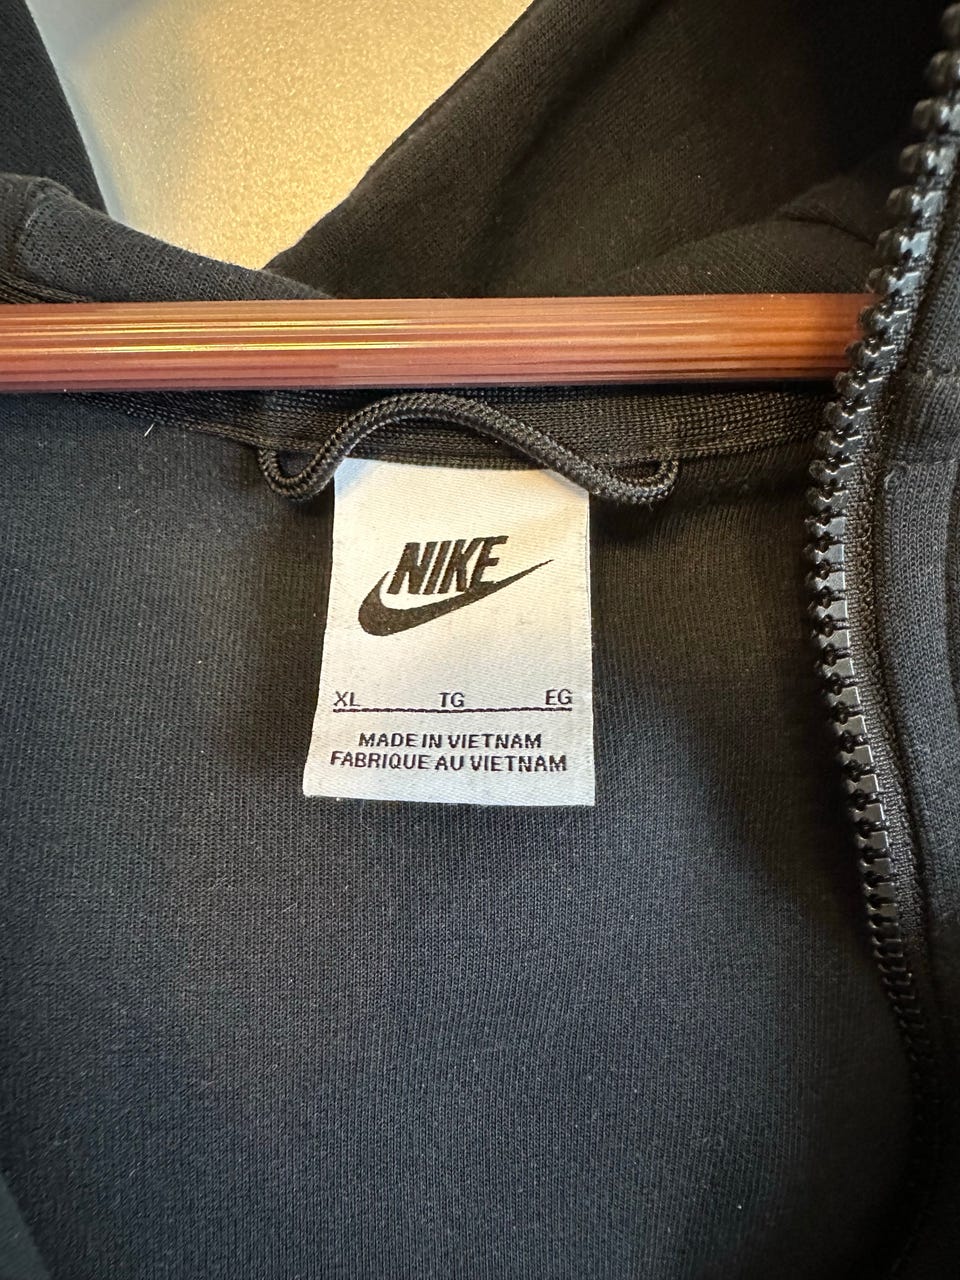 NIKE
XL TG EG
MADE IN VIETNAM
FABRIQUE AU VIETNAM